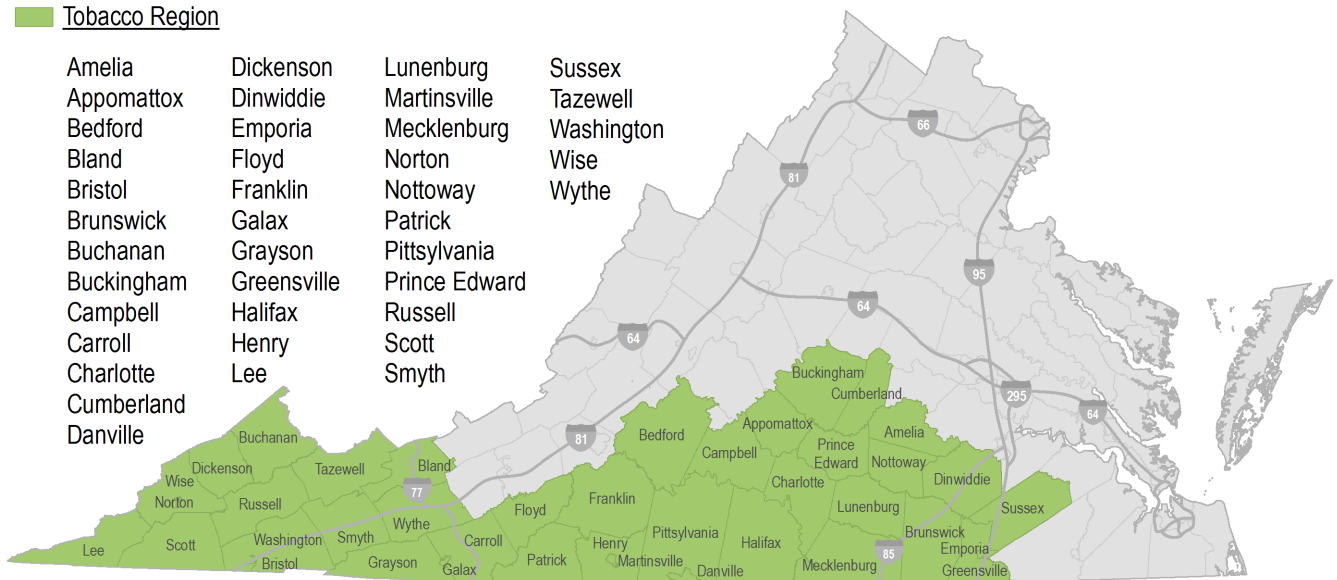 Tobacco Region
Amelia
Appomattox
Bedford
Bland
Bristol
Brunswick
Buchanan
Buckingham
Campbell
Carroll
Charlotte
Cumberland
Danville
Dickenson
Dinwiddie
Emporia
Floyd
Franklin
Galax
Grayson
Greensville
Halifax
Henry
Lee
Lunenburg
Martinsville
Mecklenburg
Norton
Nottoway
Patrick
Pittsylvania
Prince Edward
Russell
Scott
Smyth
Sussex
Tazewell
Washington
Wise
Wythe
66
81
95
64
64
295
64
81
77
85
Buckingham
Cumberland
Appomattox
Amelia
Bedford
Buchanan
Prince
Edward
Campbell
Nottoway
Bland
Dickenson
Tazewell
Wise
Charlotte
Dinwiddie
Norton
Russell
Franklin
Floyd
Lunenburg
Sussex
Wythe
Pittsylvania
Brunswick
Washington
Smyth
Carroll
Henry
Halifax
Scott
Lee
Emporia
Bristol
Grayson
Galax
Patrick
Martinsville
Danville
Mecklenburg
Greensville